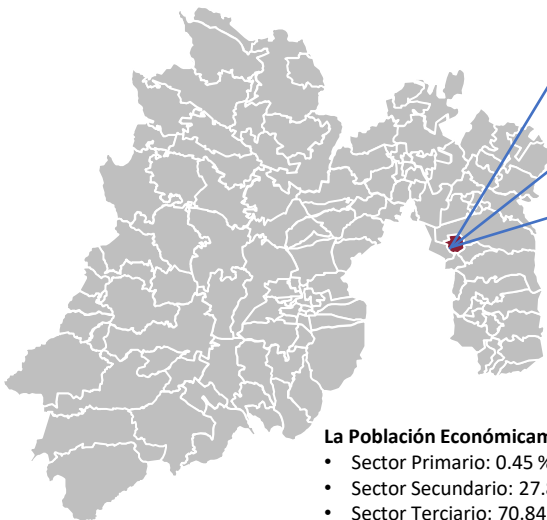 La Población Económicam
• Sector Primario: 0.45 %
• Sector Secundario: 27.
• Sector Terciario: 70.84